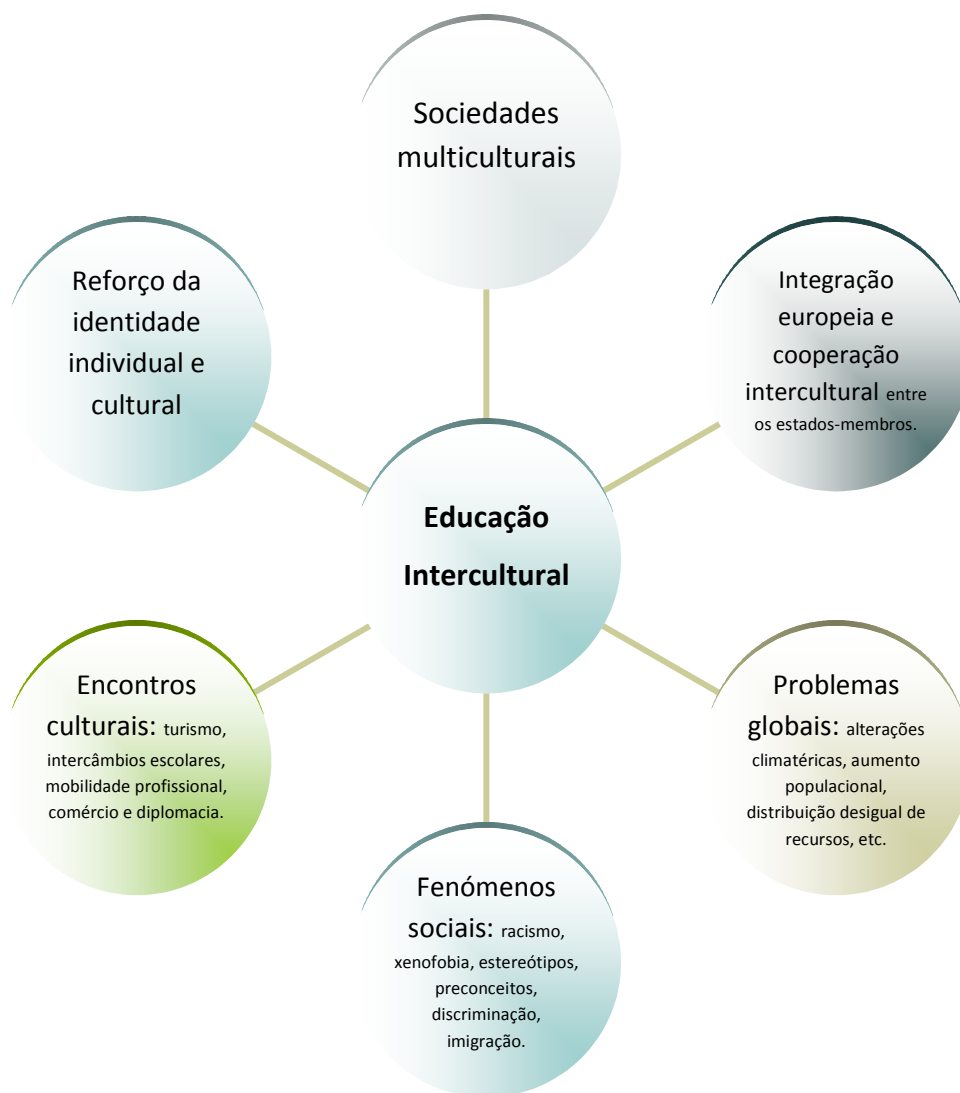 Sociedades
multiculturais
Reforço da
identidade
individual e
cultural
Integração
europeia e
cooperação
intercultural entre
os estados-membros.
Educação
Intercultural
Encontros
culturais: turismo,
intercâmbios escolares,
mobilidade profissional,
comércio e diplomacia.
Problemas
globais: alterações
climatéricas, aumento
populacional,
distribuição desigual de
recursos, etc.
Fenómenos
sociais: racismo,
xenofobia, estereótipos,
preconceitos,
discriminação,
imigração.